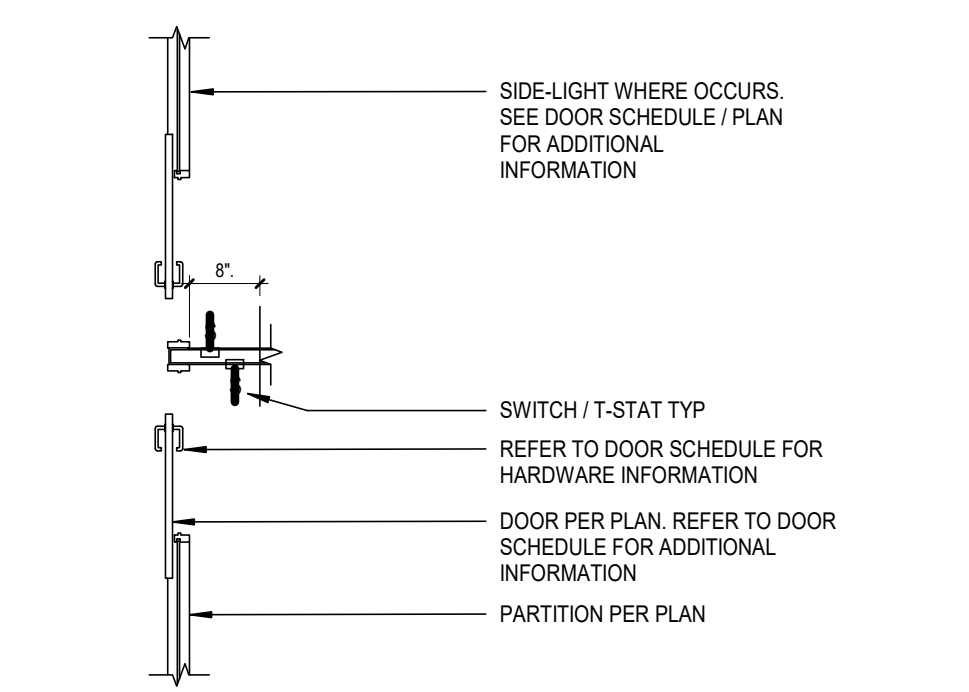 SIDE-LIGHT WHERE OCCURS.
SEE DOOR SCHEDULE / PLAN
FOR ADDITIONAL
INFORMATION
8".
SWITCH / T-STAT TYP
REFER TO DOOR SCHEDULE FOR
HARDWARE INFORMATION
DOOR PER PLAN. REFER TO DOOR
SCHEDULE FOR ADDITIONAL
INFORMATION
PARTITION PER PLAN